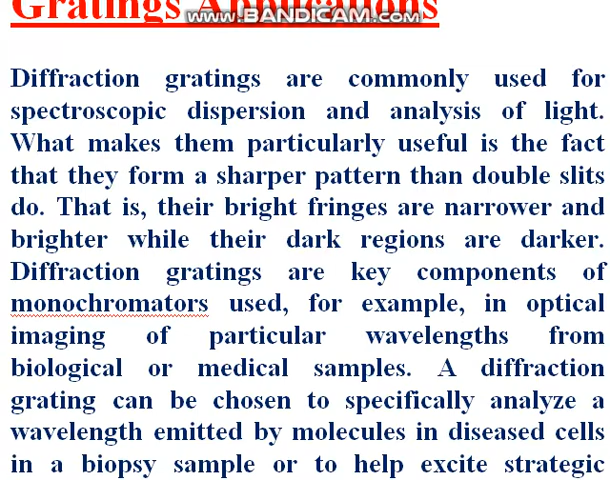 Gratings Applications
www.BANDICAM.com
Diffraction gratings are commonly used for
spectroscopic dispersion and analysis of light.
What makes them particularly useful is the fact
that they form a sharper pattern than double slits
do. That is, their bright fringes are narrower and
brighter while their dark regions are darker.
Diffraction gratings are key components of
monochromators used, for example, in optical
imaging of particular wavelengths from
biological or medical samples. A diffraction
grating can be chosen to specifically analyze a
wavelength emitted by molecules in diseased cells
in a biopsy sample or to help excite strategic